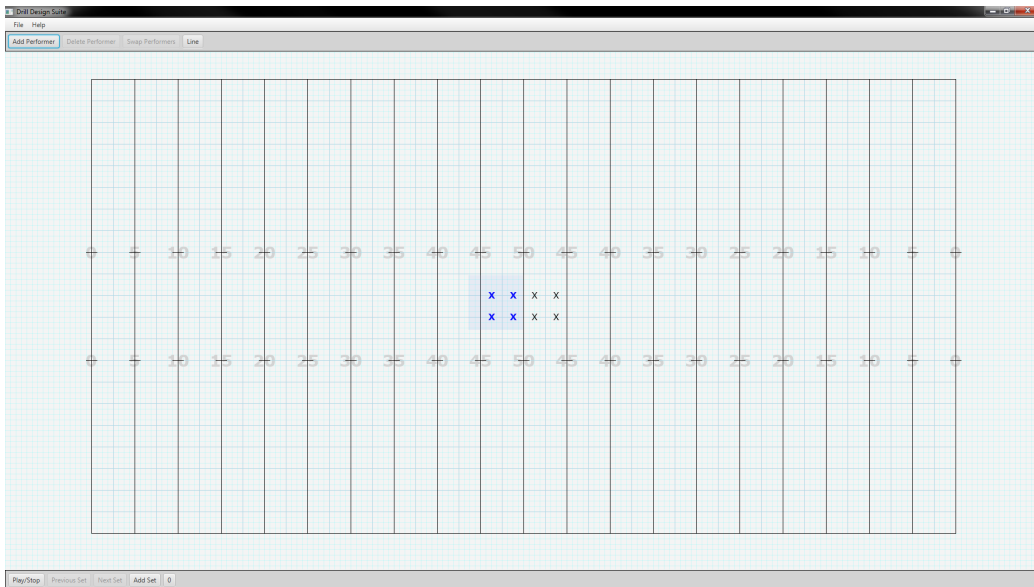 Drill Design Suite
File Help
Add Performer Delete Performer Swap Performers Line
0 5 10 15 20 25 30 35 40 45 50 45 40 35 30 25 20 15 10 5 0
X X X X
X X X X
0 5 10 15 20 25 30 35 40 45 50 45 40 35 30 25 20 15 10 5 0
Play/Stop Previous Set Next Set Add Set 0